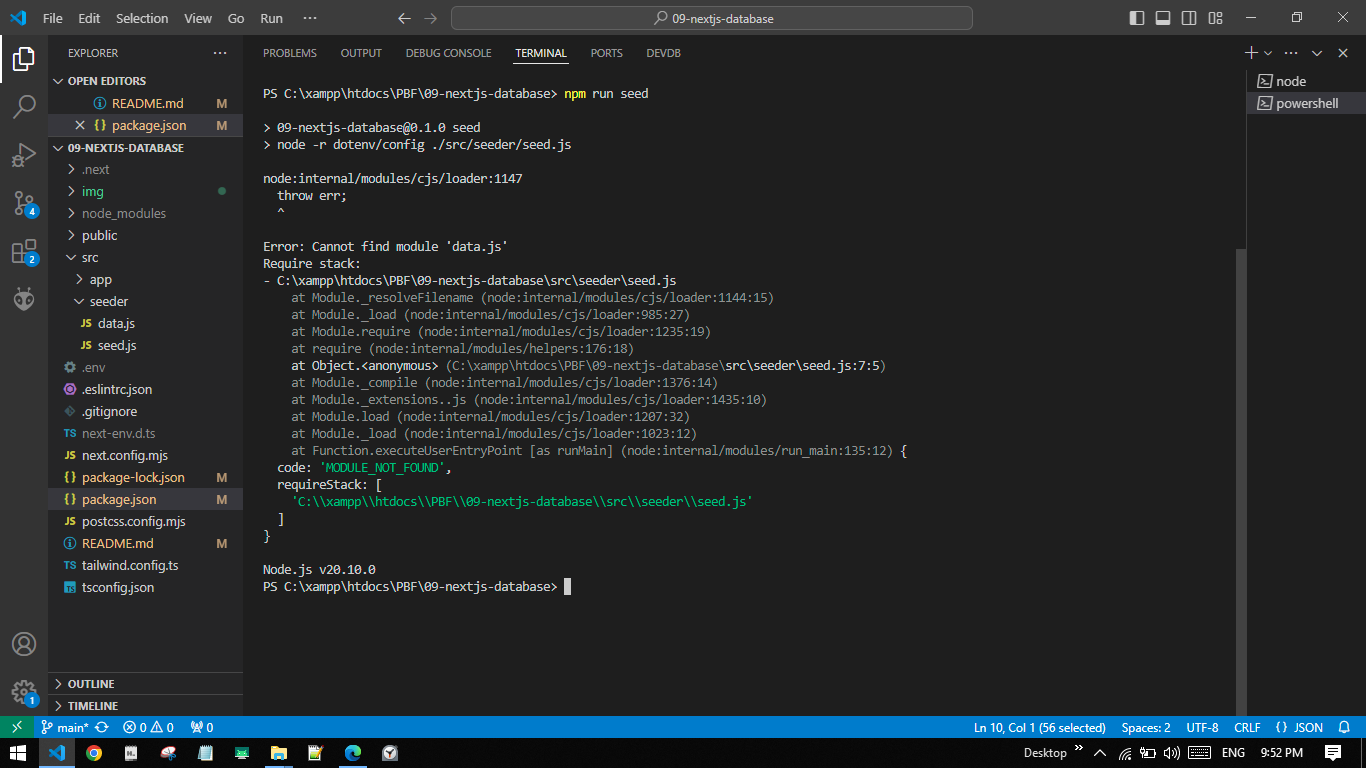 File Edit Selection View Go Run ··· 09-nextjs-database
EXPLORER ···
OPEN EDITORS
README.md M
{} package.json M
09-NEXTJS-DATABASE
.next
img
node_modules
public
src
app
seeder
JS data.js
JS seed.js
.env
.eslintrc.json
.gitignore
TS next-env.d.ts
JS next.config.mjs
{} package-lock.json M
{} package.json M
JS postcss.config.mjs
README.md M
TS tailwind.config.ts
TS tsconfig.json
OUTLINE
TIMELINE
4
2
1
PROBLEMS OUTPUT DEBUG CONSOLE TERMINAL PORTS DEVDB
PS C:\xampp\htdocs\PBF\09-nextjs-database> npm run seed
> 09-nextjs-database@0.1.0 seed
> node -r dotenv/config ./src/seeder/seed.js
node:internal/modules/cjs/loader:1147
throw err;
^
Error: Cannot find module 'data.js'
Require stack:
- C:\xampp\htdocs\PBF\09-nextjs-database\src\seeder\seed.js
at Module._resolveFilename (node:internal/modules/cjs/loader:1144:15)
at Module._load (node:internal/modules/cjs/loader:985:27)
at Module.require (node:internal/modules/cjs/loader:1235:19)
at require (node:internal/modules/helpers:176:18)
at Object.<anonymous> (C:\xampp\htdocs\PBF\09-nextjs-database\src\seeder\seed.js:7:5)
at Module._compile (node:internal/modules/cjs/loader:1376:14)
at Module._extensions..js (node:internal/modules/cjs/loader:1435:10)
at Module.load (node:internal/modules/cjs/loader:1207:32)
at Module._load (node:internal/modules/cjs/loader:1023:12)
at Function.executeUserEntryPoint [as runMain] (node:internal/modules/run_main:135:12) {
code: 'MODULE_NOT_FOUND',
requireStack: [
'C:\\xampp\\htdocs\\PBF\\09-nextjs-database\\src\\seeder\\seed.js'
]
}
Node.js v20.10.0
PS C:\xampp\htdocs\PBF\09-nextjs-database>
node
powershell
main* 0 0 0 Ln 10, Col 1 (56 selected) Spaces: 2 UTF-8 CRLF {} JSON
Desktop ENG 9:52 PM